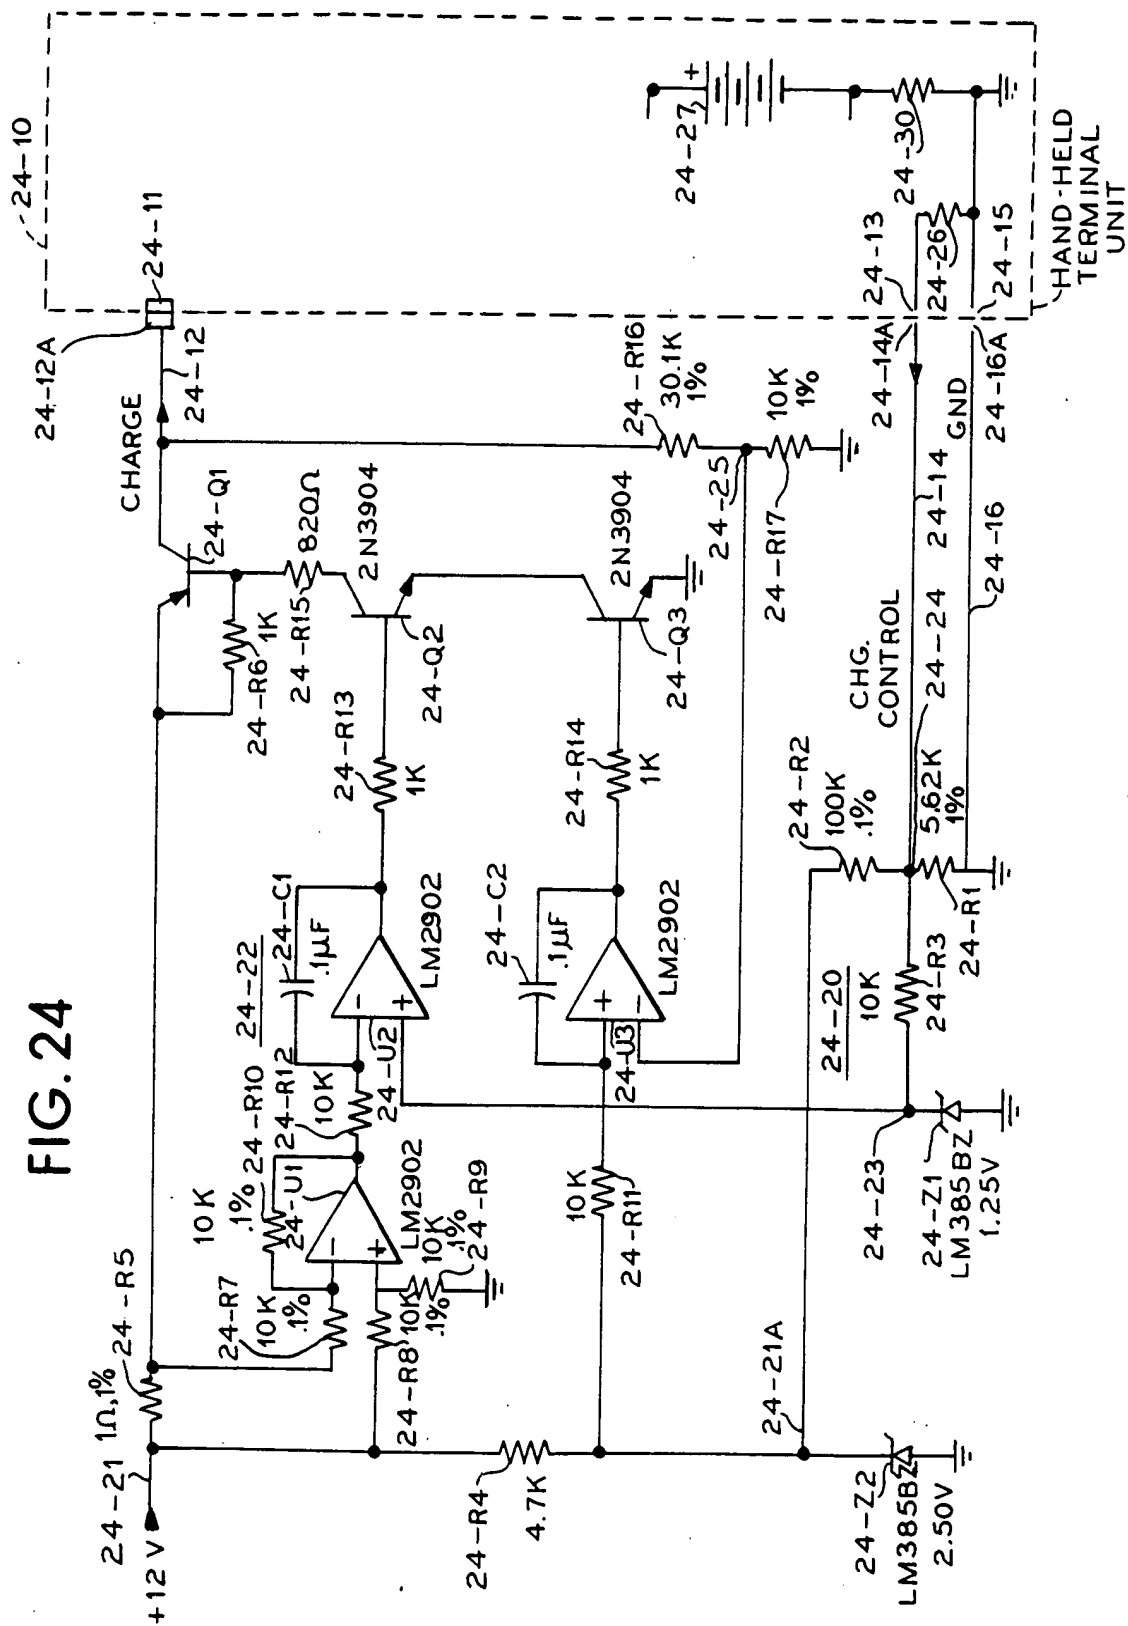 FIG. 24
24-10
24-11
24-12A
24-12
CHARGE
24-Q1
24-R6
1K
24-R15
820Ω
2N3904
24-Q2
24-R13
1K
24-22
24-C1
.1μF
LM2902
24-U2
24-R12
10K
24-R10
10K
.1%
24-U1
LM2902
24-R9
10K
.1%
24-R7
10K
.1%
24-R8
10K
.1%
24-R5
1Ω,1%
24-21
+12 V
24-R4
4.7K
24-R11
10K
24-C2
.1μF
24-U3
LM2902
24-R14
1K
2N3904
24-Q3
24-25
24-R16
30.1K
1%
24-R17
10K
1%
24-27
+
24-30
24-13
24-26
24-15
HAND-HELD
TERMINAL
UNIT
24-14A
24-16A
GND
24-14
24-16
CHG.
CONTROL
24-24
24-R2
100K
.1%
5.62K
1%
24-R1
24-20
10K
24-R3
24-23
24-Z1
LM385BZ
1.25V
24-21A
24-Z2
LM385BZ
2.50V